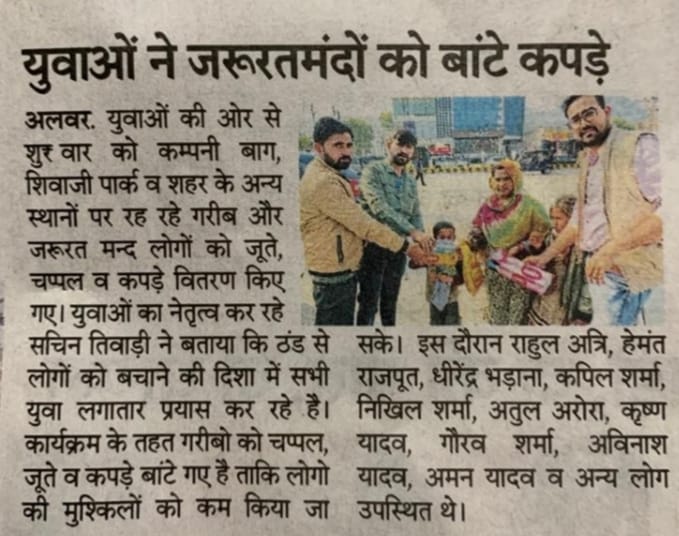 युवाओं ने जरूरतमंदों को बांटे कपड़े
अलवर. युवाओं की ओर से
शुक्रवार को कम्पनी बाग,
शिवाजी पार्क व शहर के अन्य
स्थानों पर रह रहे गरीब और
जरूरत मन्द लोगों को जूते,
चप्पल व कपड़े वितरण किए
गए। युवाओं का नेतृत्व कर रहे
सचिन तिवाड़ी ने बताया कि ठंड से
लोगों को बचाने की दिशा में सभी
युवा लगातार प्रयास कर रहे है।
कार्यक्रम के तहत गरीबो को चप्पल,
जूते व कपड़े बांटे गए है ताकि लोगो
की मुश्किलों को कम किया जा
सके। इस दौरान राहुल अत्रि, हेमंत
राजपूत, धीरेंद्र भड़ाना, कपिल शर्मा,
निखिल शर्मा, अतुल अरोरा, कृष्ण
यादव, गौरव शर्मा, अविनाश
यादव, अमन यादव व अन्य लोग
उपस्थित थे।